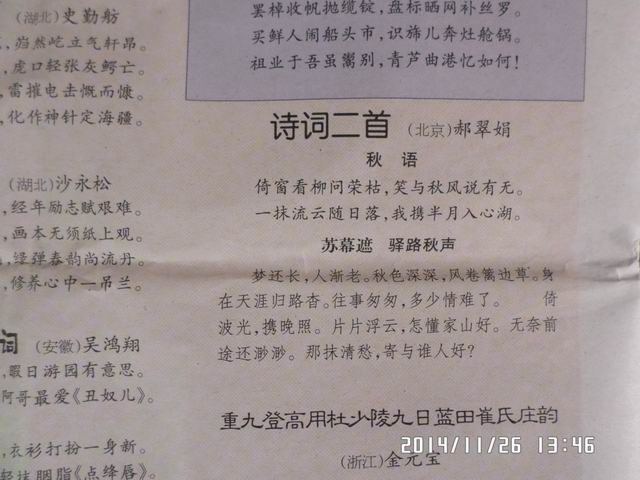 罢棹收帆抛缆锭，盘标晒网补丝罗。
买鲜人闹船头市，识旆儿奔灶舱锅。
祖业于吾虽鬻别，青芦曲港忆如何！
(湖北)史勤舫
岿然屹立气轩昂。
虎口轻张灰鳄亡。
雷摧电击慨而慷。
化作神针定海疆。
(湖北)沙永松
经年励志赋艰难。
画本无须纸上观。
绿弹春韵尚流丹。
修养心中一吊兰。
词 (安徽)吴鸿翔
暇日游园有意思。
阿哥最爱《丑奴儿》
衣衫打扮一身新。
轻抹胭脂《点绛唇》
诗词二首 (北京)郝翠娟
秋 语
倚窗看柳问荣枯，笑与秋风说有无。
一抹流云随日落，我携半月入心湖。
苏幕遮 驿路秋声
梦还长，人渐老。秋色深深，风卷篱边草。身
在天涯归路杳。往事匆匆，多少情难了。 倚
波光，携晚照。片片浮云，怎懂家山好。无奈前
途还渺渺。那抹清愁，寄与谁人好？
重九登高用杜少陵九日蓝田崔氏庄韵
(浙江)金元宝
2014/11/26 13:46